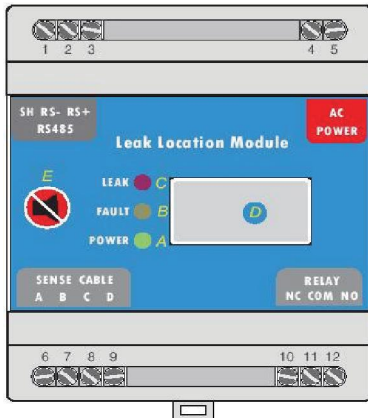 1 2 3 4 5
SH RS- RS+
RS485
AC
POWER
Leak Location Module
E
LEAK C
FAULT B
D
POWER A
SENSE CABLE
A B C D
RELAY
NC COM NO
6 7 8 9 10 11 12